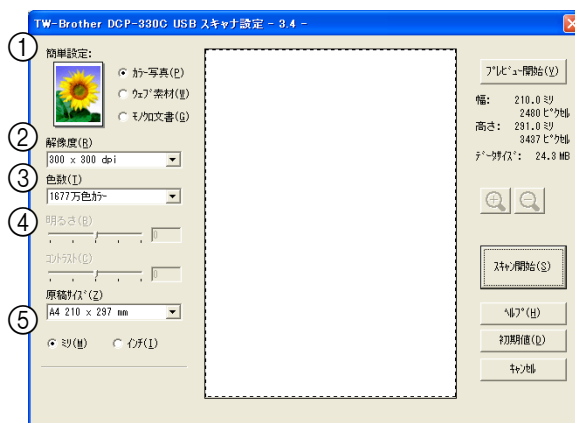 TW-Brother DCP-330C USB スキャナ設定 - 3.4 -
①
簡単設定:
カラー写真(P)
ウェブ素材(W)
モノクロ文書(G)
②
解像度(R)
300 x 300 dpi
③
色数(T)
1677万色カラー
④
明るさ(B)
0
コントラスト(C)
0
原稿サイズ(Z)
⑤
A4 210 x 297 mm
ミリ(M)
インチ(I)
プレビュー開始(V)
幅: 210.0 ミリ
2480 ピクセル
高さ: 291.0 ミリ
3437 ピクセル
データサイズ: 24.3 MB
スキャン開始(S)
ヘルプ(H)
初期値(D)
キャンセル